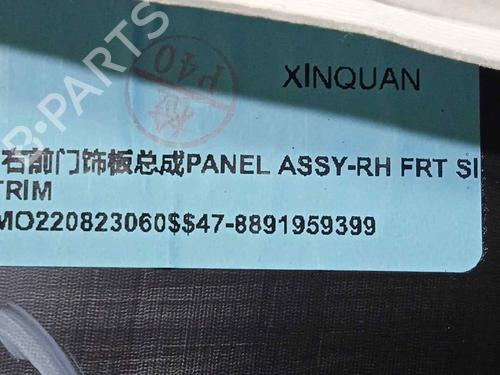 XINQUAN
P40
右前门饰板总成PANEL ASSY-RH FRT SI
TRIM
MO220823060$$47-8891959399
B-PARTS